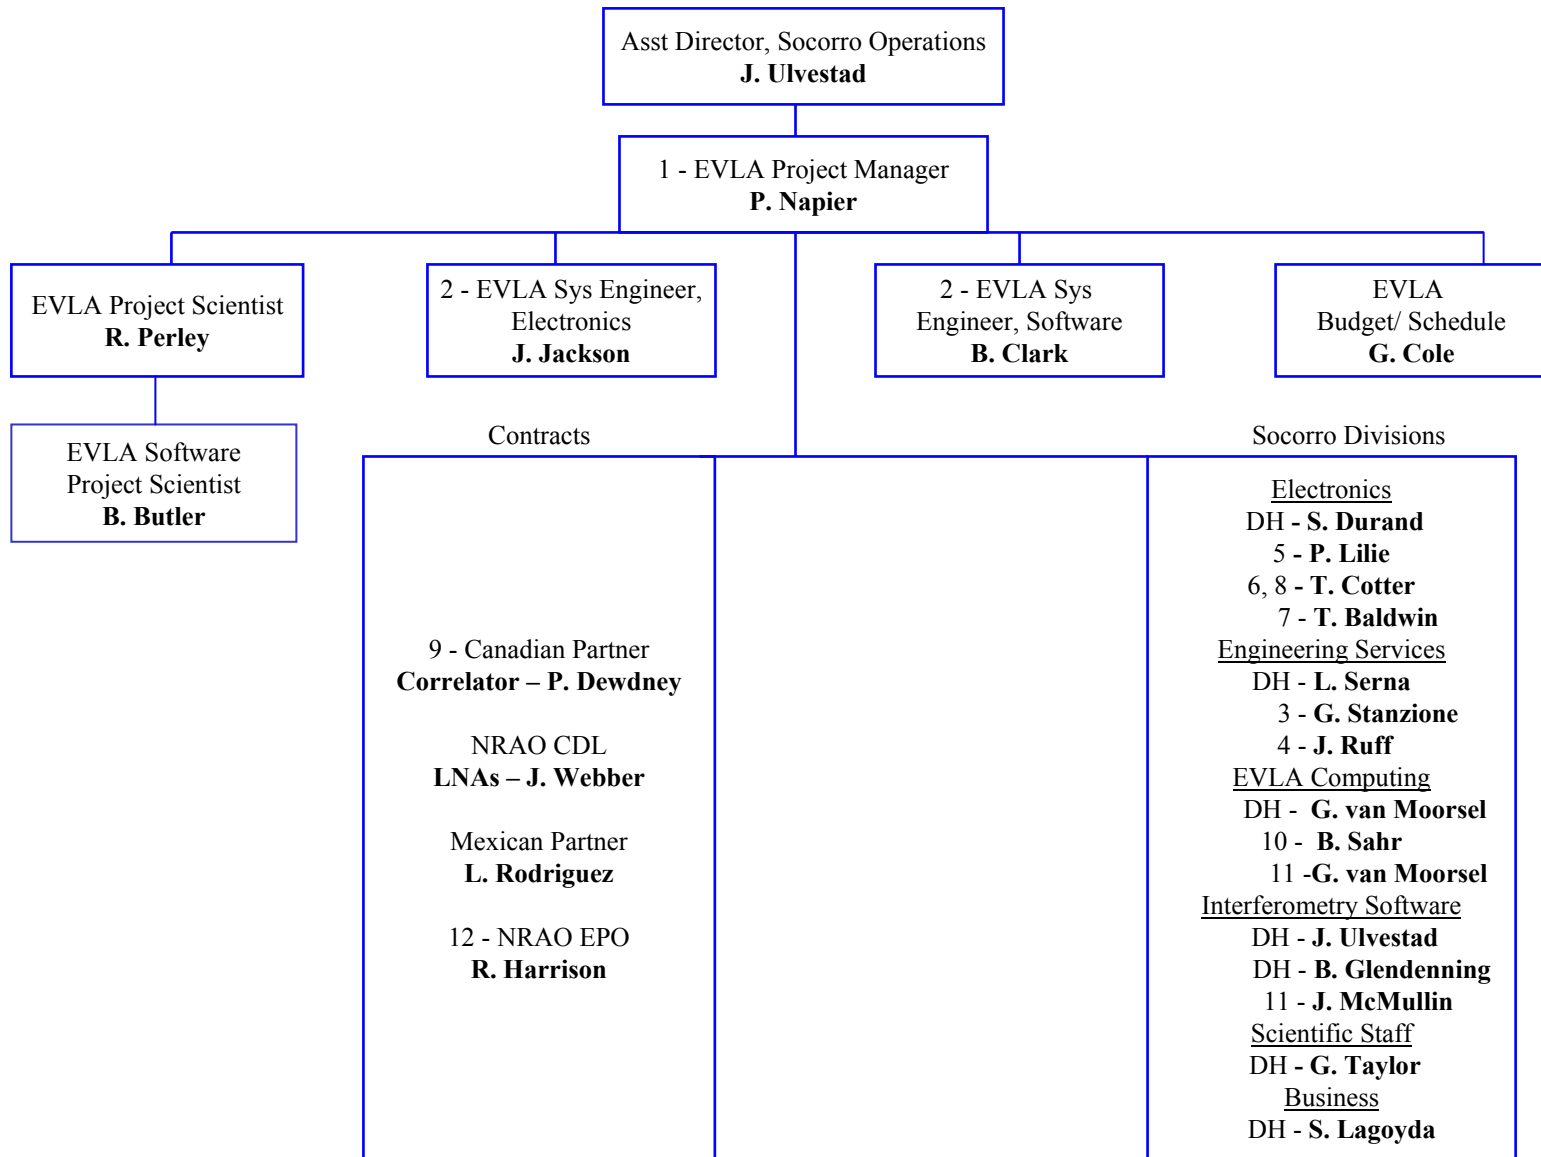 Asst Director, Socorro Operations
J. Ulvestad
1 - EVLA Project Manager
P. Napier
EVLA Project Scientist
R. Perley
2 - EVLA Sys Engineer,
Electronics
J. Jackson
2 - EVLA Sys
Engineer, Software
B. Clark
EVLA
Budget/ Schedule
G. Cole
EVLA Software
Project Scientist
B. Butler
Contracts
9 - Canadian Partner
Correlator – P. Dewdney
NRAO CDL
LNAs – J. Webber
Mexican Partner
L. Rodriguez
12 - NRAO EPO
R. Harrison
Socorro Divisions
Electronics
DH - S. Durand
5 - P. Lilie
6, 8 - T. Cotter
7 - T. Baldwin
Engineering Services
DH - L. Serna
3 - G. Stanzione
4 - J. Ruff
EVLA Computing
DH - G. van Moorsel
10 - B. Sahr
11 -G. van Moorsel
Interferometry Software
DH - J. Ulvestad
DH - B. Glendenning
11 - J. McMullin
Scientific Staff
DH - G. Taylor
Business
DH - S. Lagoyda